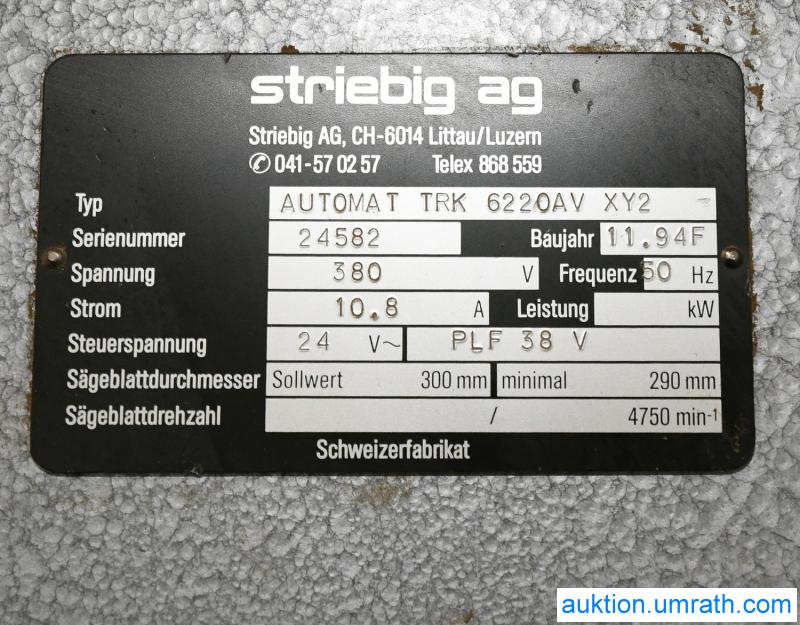 striebig ag
Striebig AG, CH-6014 Littau/Luzern
✆ 041-57 02 57 Telex 868 559
Typ AUTOMAT TRK 6220AV XY2 -
Serienummer 24582 Baujahr 11.94F
Spannung 380 V Frequenz 50 Hz
Strom 10.8 A Leistung kW
Steuerspannung 24 V~ PLF 38 V
Sägeblattdurchmesser Sollwert 300 mm minimal 290 mm
Sägeblattdrehzahl / 4750 min-1
Schweizerfabrikat
auktion.umrath.com